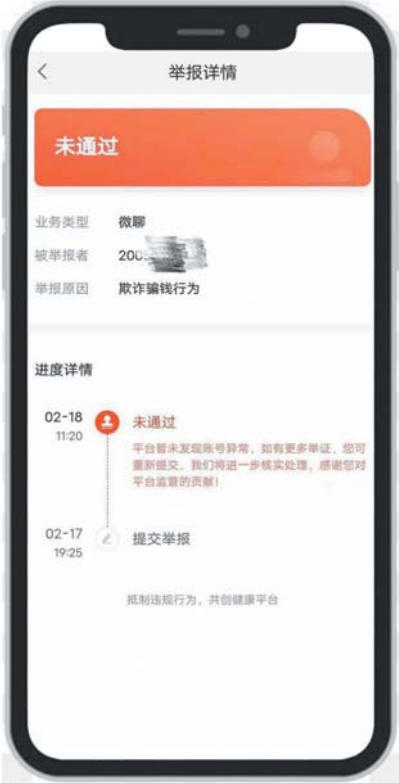 举报详情
未通过
业务类型 微聊
被举报者 200
举报原因 欺诈骗钱行为
进度详情
02-18 未通过
11:20
平台暂未发现账号异常，如有更多举证，您可
重新提交，我们将进一步核实处理，感谢您对
平台监管的贡献！
02-17 提交举报
19:25
抵制违规行为，共创健康平台